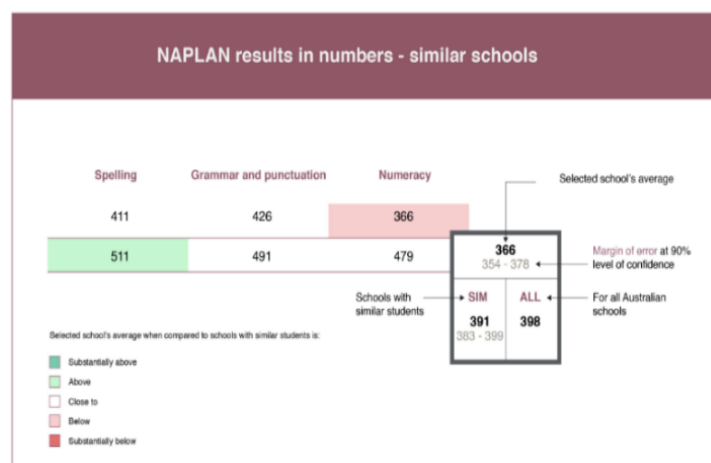 NAPLAN results in numbers - similar schools
Spelling Grammar and punctuation Numeracy
Selected school's average
411 426 366
511 491 479
366
354 - 378
Margin of error at 90%
level of confidence
Schools with
similar students
SIM ALL
For all Australian
schools
391 398
383 - 399
Selected school's average when compared to schools with similar students is:
Substantially above
Above
Close to
Below
Substantially below